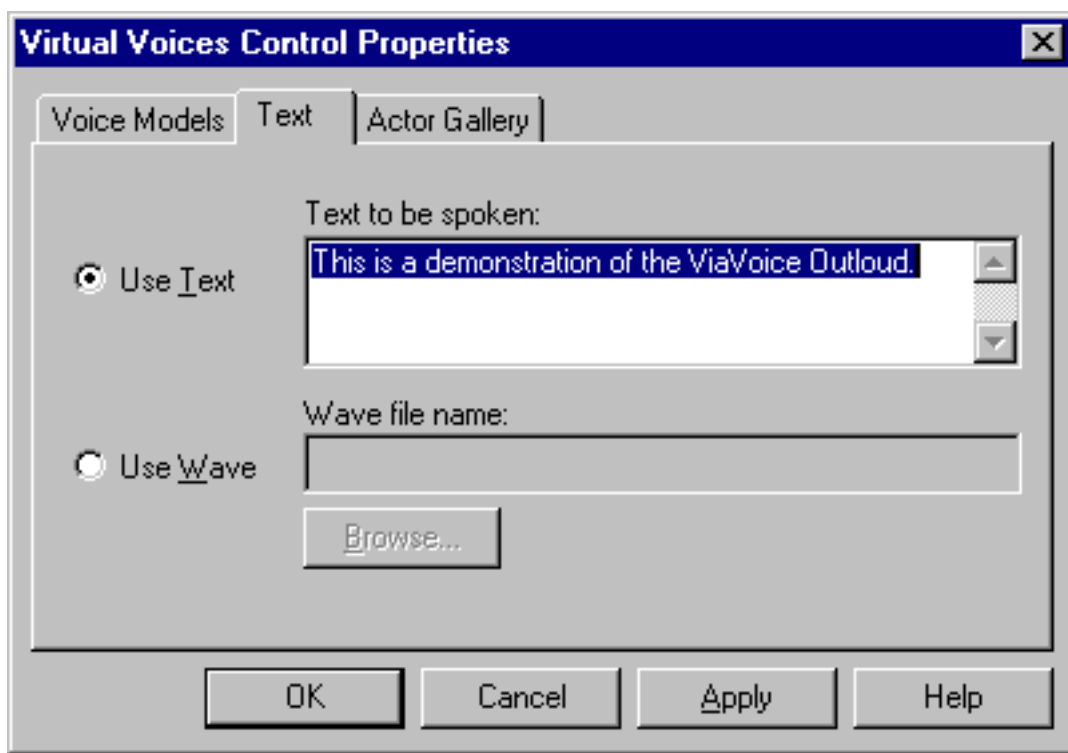 Virtual Voices Control Properties
Voice Models Text Actor Gallery
Text to be spoken:
Use Text
This is a demonstration of the ViaVoice Outloud.
Wave file name:
Use Wave
Browse...
OK Cancel Apply Help